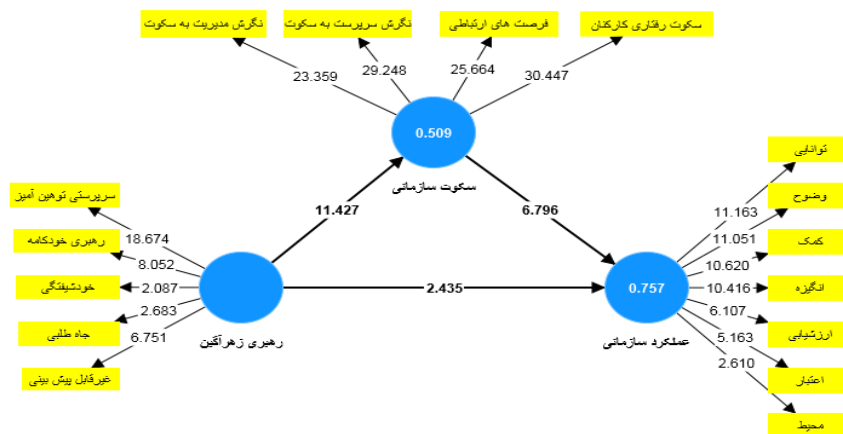 نگرش مدیریت به سکوت
نگرش سرپرست به سکوت
فرصت های ارتباطی
سکوت رفتاری کارکنان
23.359
29.248
25.664
30.447
0.509
سکوت سازمانی
11.427
6.796
سرپرستی توهین آمیز
رهبری خودکامه
خودشیفتگی
جاه طلبی
غیرقابل پیش بینی
18.674
8.052
2.087
2.683
6.751
رهبری زهرآگین
2.435
0.757
عملکرد سازمانی
11.163
11.051
10.620
10.416
6.107
5.163
2.610
توانایی
وضوح
کمک
انگیزه
ارزشیابی
اعتبار
محیط